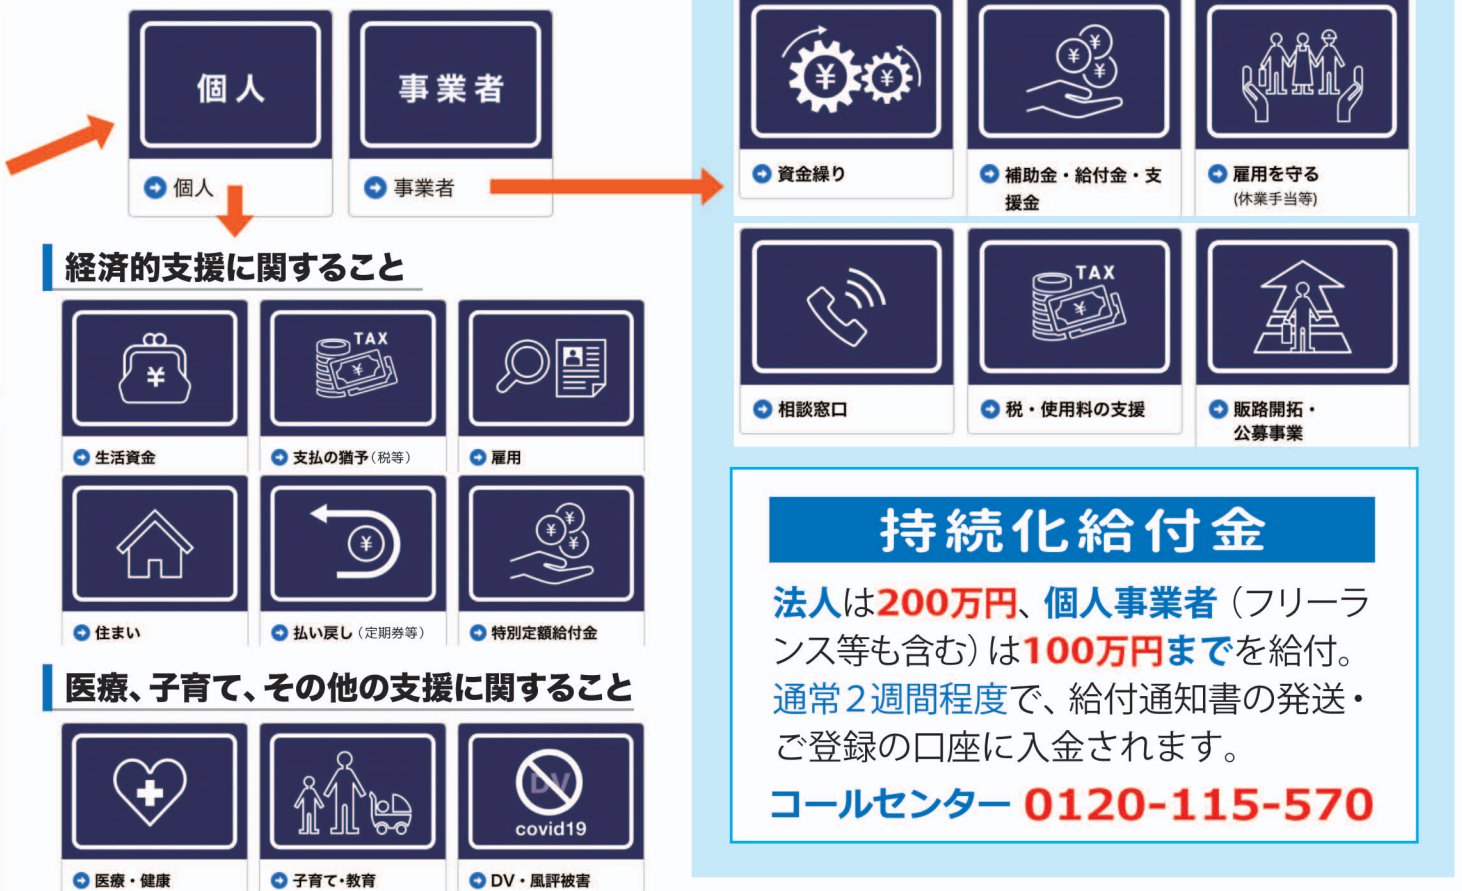 個人
事業者
個人
事業者
経済的支援に関すること
¥
TAX
¥
生活資金
支払の猶予(税等)
雇用
¥
¥
¥
¥
住まい
払い戻し(定期券等)
特別定額給付金
医療、子育て、その他の支援に関すること
DV
covid19
医療・健康
子育て・教育
DV・風評被害
¥
¥
¥
¥
¥
資金繰り
補助金・給付金・支
援金
雇用を守る
(休業手当等)
TAX
¥
相談窓口
税・使用料の支援
販路開拓・
公募事業
持続化給付金
法人は200万円、個人事業者(フリーラ
ンス等も含む)は100万円までを給付。
通常2週間程度で、給付通知書の発送・
ご登録の口座に入金されます。
コールセンター 0120-115-570